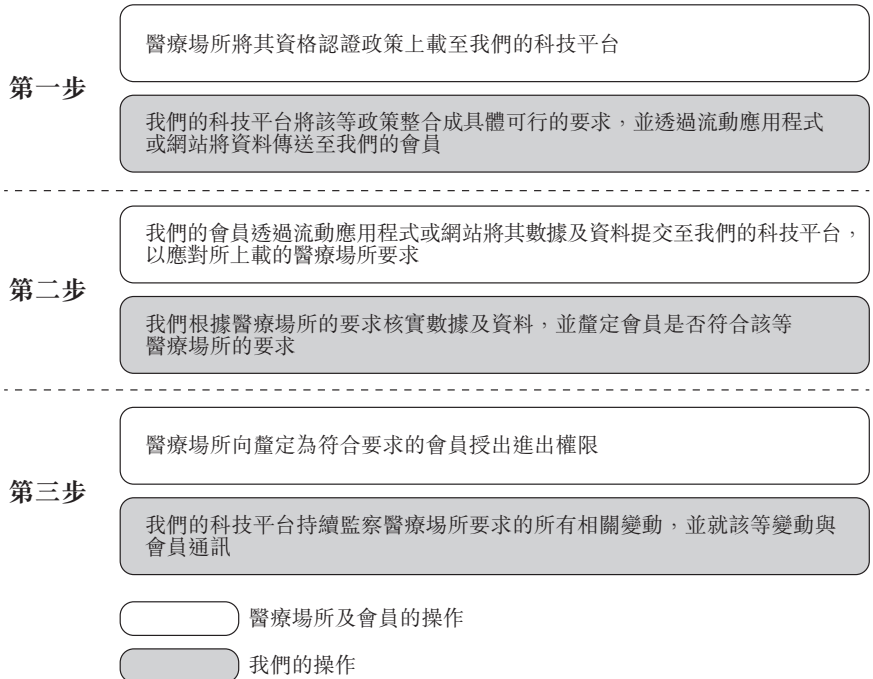 醫療場所將其資格認證政策上載至我們的科技平台
第一步
我們的科技平台將該等政策整合成具體可行的要求，並透過流動應用程式
或網站將資料傳送至我們的會員
我們的會員透過流動應用程式或網站將其數據及資料提交至我們的科技平台，
以應對所上載的醫療場所要求
第二步
我們根據醫療場所的要求核實數據及資料，並釐定會員是否符合該等
醫療場所的要求
醫療場所向釐定為符合要求的會員授出進出權限
第三步
我們的科技平台持續監察醫療場所要求的所有相關變動，並就該等變動與
會員通訊
醫療場所及會員的操作
我們的操作